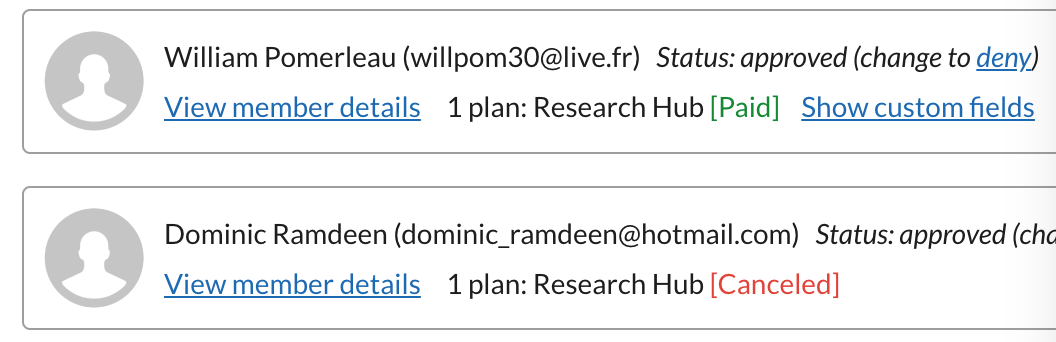 William Pomerleau (willpom30@live.fr) Status: approved (change to deny)
View member details 1 plan: Research Hub [Paid] Show custom fields
Dominic Ramdeen (dominic_ramdeen@hotmail.com) Status: approved (cha
View member details 1 plan: Research Hub [Canceled]